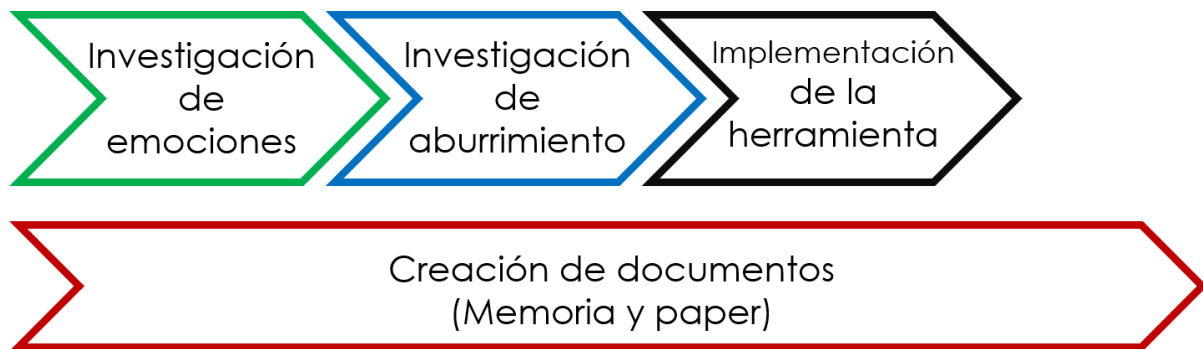 Investigación
de
emociones
Investigación
de
aburrimiento
Implementación
de la
herramienta
Creación de documentos
(Memoria y paper)